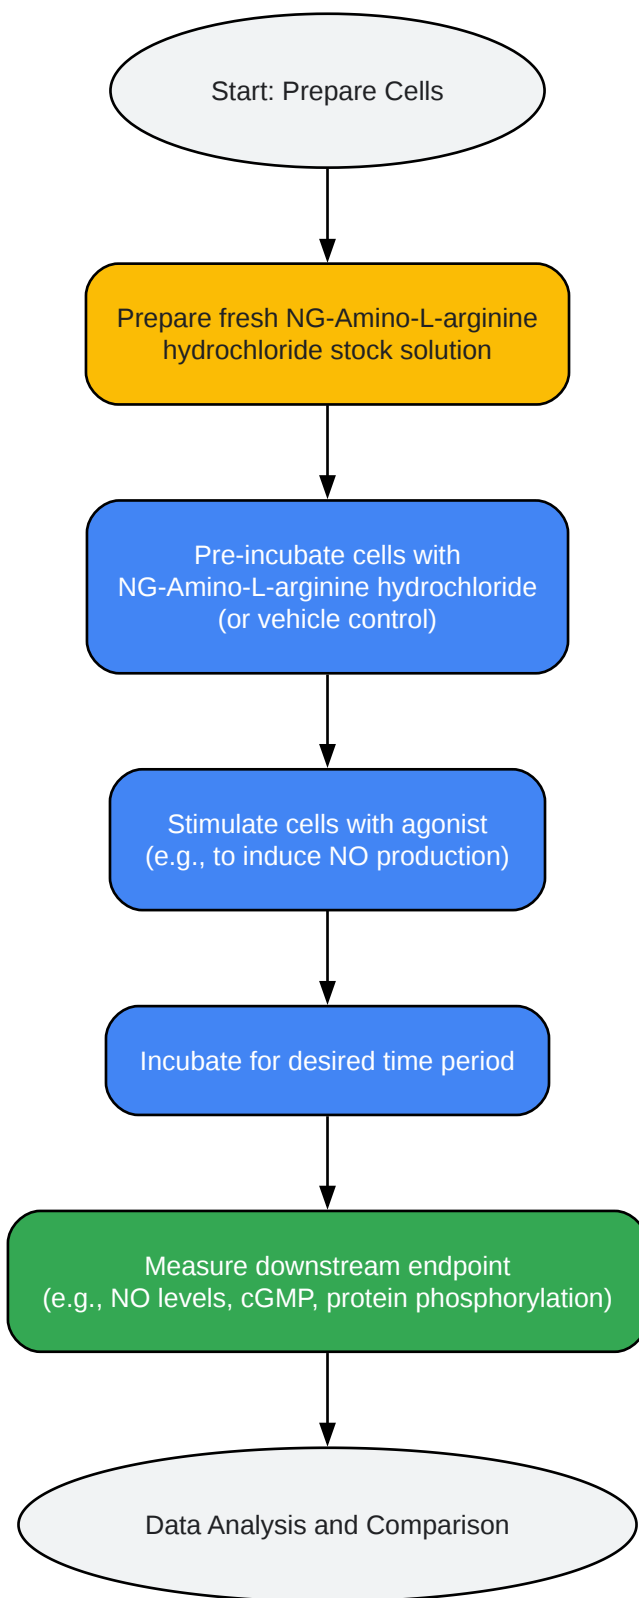 Start: Prepare Cells
Prepare fresh NG-Amino-L-arginine
hydrochloride stock solution
Pre-incubate cells with
NG-Amino-L-arginine hydrochloride
(or vehicle control)
Stimulate cells with agonist
(e.g., to induce NO production)
Incubate for desired time period
Measure downstream endpoint
(e.g., NO levels, cGMP, protein phosphorylation)
Data Analysis and Comparison